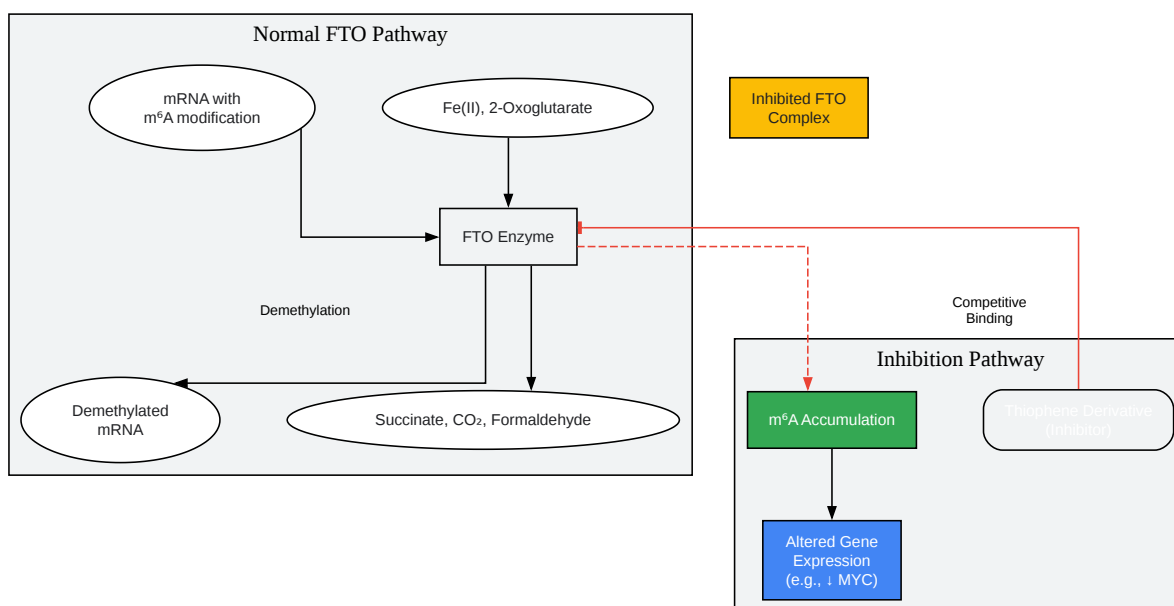 Normal FTO Pathway
mRNA with
m⁶A modification
Fe(II), 2-Oxoglutarate
Inhibited FTO
Complex
FTO Enzyme
Demethylation
Competitive
Binding
Inhibition Pathway
Demethylated
mRNA
Succinate, CO₂, Formaldehyde
m⁶A Accumulation
Thiophene Derivative
(Inhibitor)
Altered Gene
Expression
(e.g., ↓ MYC)